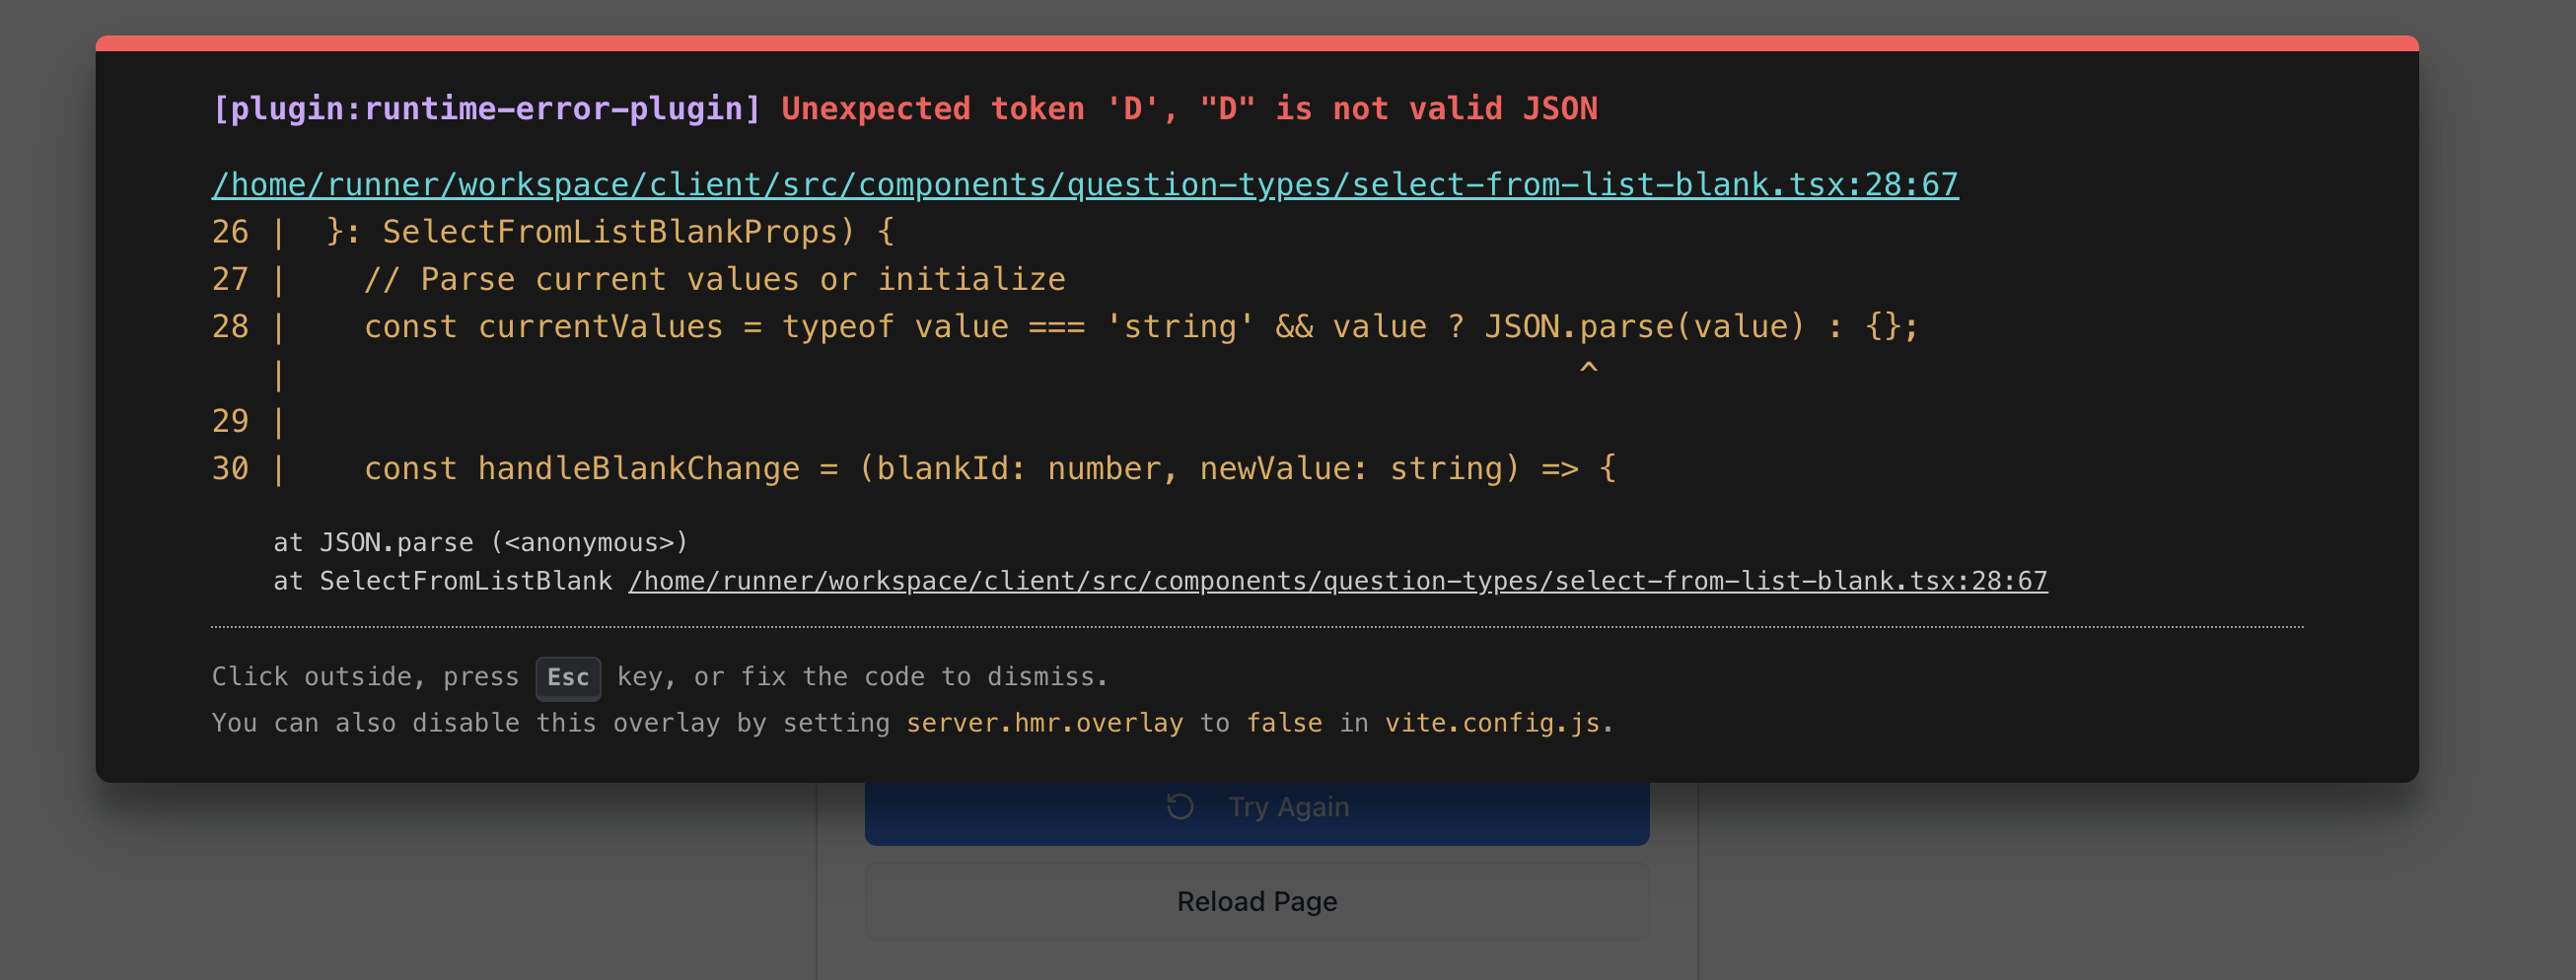 [plugin:runtime-error-plugin] Unexpected token 'D', "D" is not valid JSON
/home/runner/workspace/client/src/components/question-types/select-from-list-blank.tsx:28:67
26 |  }: SelectFromListBlankProps) {
27 |    // Parse current values or initialize
28 |    const currentValues = typeof value === 'string' && value ? JSON.parse(value) : {};
   |                                                                    ^
29 |
30 |    const handleBlankChange = (blankId: number, newValue: string) => {
    at JSON.parse (<anonymous>)
    at SelectFromListBlank /home/runner/workspace/client/src/components/question-types/select-from-list-blank.tsx:28:67
Click outside, press Esc key, or fix the code to dismiss.
You can also disable this overlay by setting server.hmr.overlay to false in vite.config.js.
Try Again
Reload Page